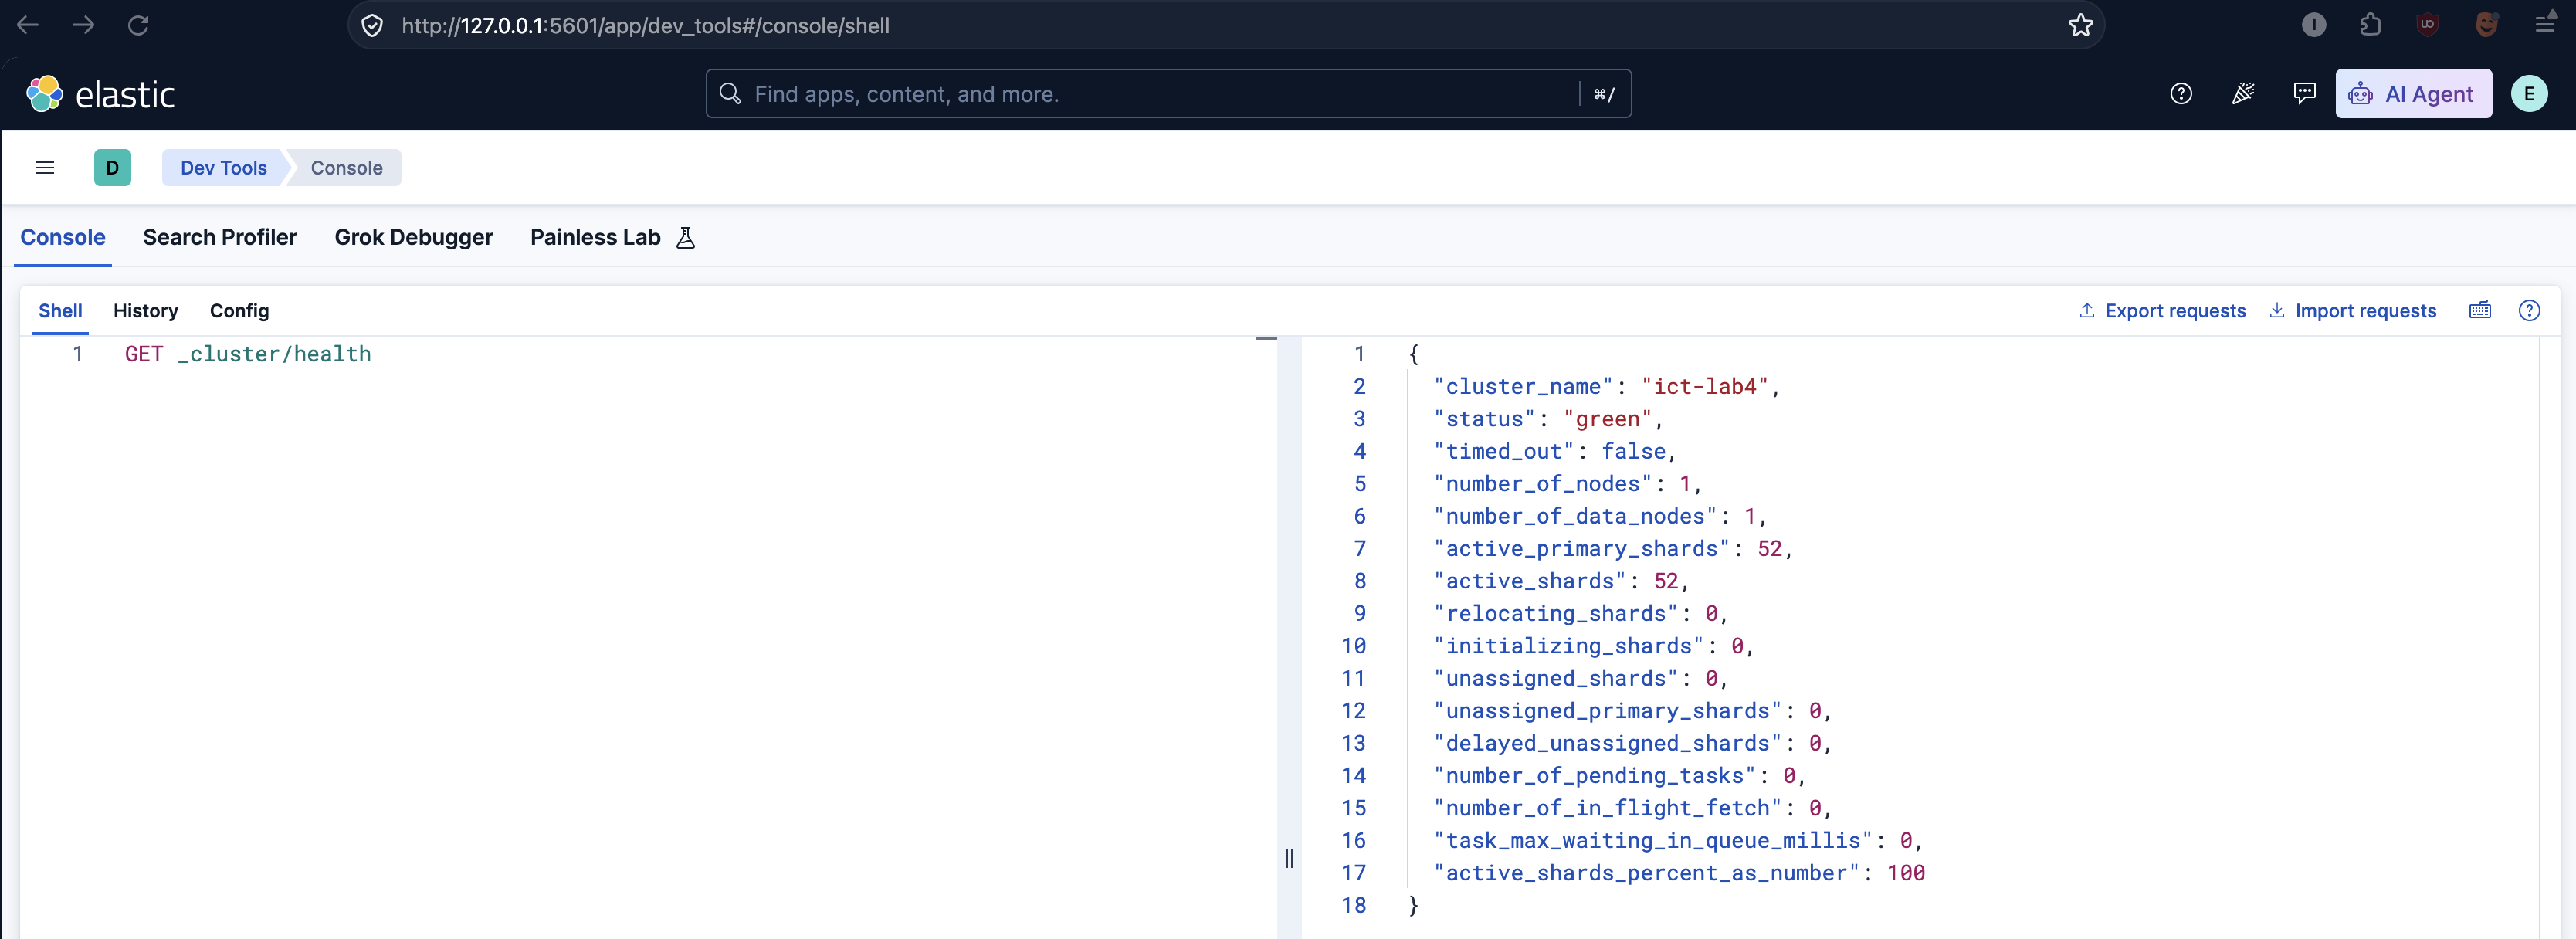 http://127.0.0.1:5601/app/dev_tools#/console/shell
elastic
Find apps, content, and more.
⌘/
AI Agent
E
D
Dev Tools
Console
Console
Search Profiler
Grok Debugger
Painless Lab
Shell
History
Config
Export requests
Import requests
1 GET _cluster/health
1 {
2 "cluster_name": "ict-lab4",
3 "status": "green",
4 "timed_out": false,
5 "number_of_nodes": 1,
6 "number_of_data_nodes": 1,
7 "active_primary_shards": 52,
8 "active_shards": 52,
9 "relocating_shards": 0,
10 "initializing_shards": 0,
11 "unassigned_shards": 0,
12 "unassigned_primary_shards": 0,
13 "delayed_unassigned_shards": 0,
14 "number_of_pending_tasks": 0,
15 "number_of_in_flight_fetch": 0,
16 "task_max_waiting_in_queue_millis": 0,
17 "active_shards_percent_as_number": 100
18 }